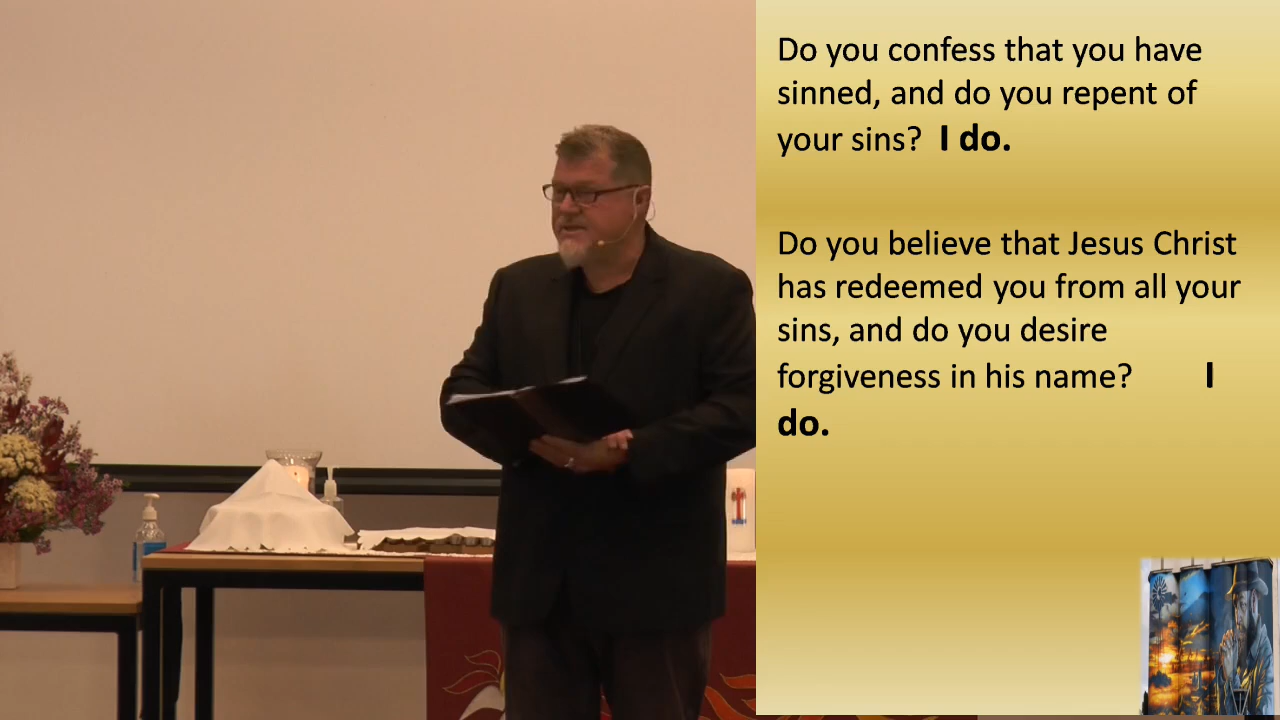 Do you confess that you have
sinned, and do you repent of
your sins? I do.
Do you believe that Jesus Christ
has redeemed you from all your
sins, and do you desire
forgiveness in his name? I
do.